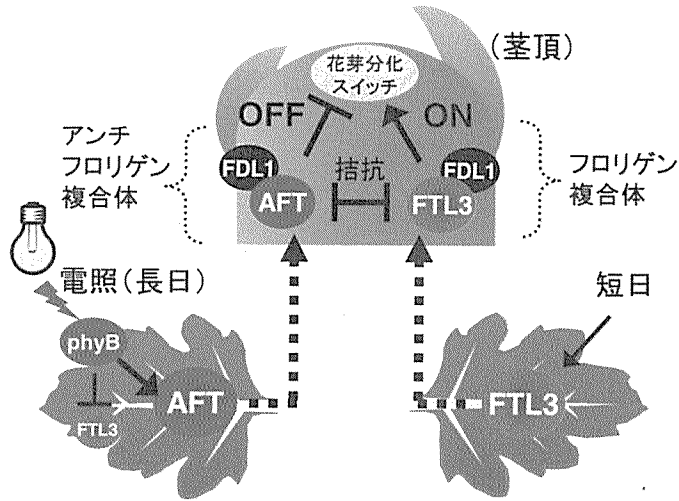 (茎頂)
花芽分化
スイッチ
OFF
ON
アンチ
フロリゲン
複合体
FDL1
AFT
拮抗
FDL1
FTL3
フロリゲン
複合体
電照(長日)
短日
phyB
FTL3
AFT
FTL3